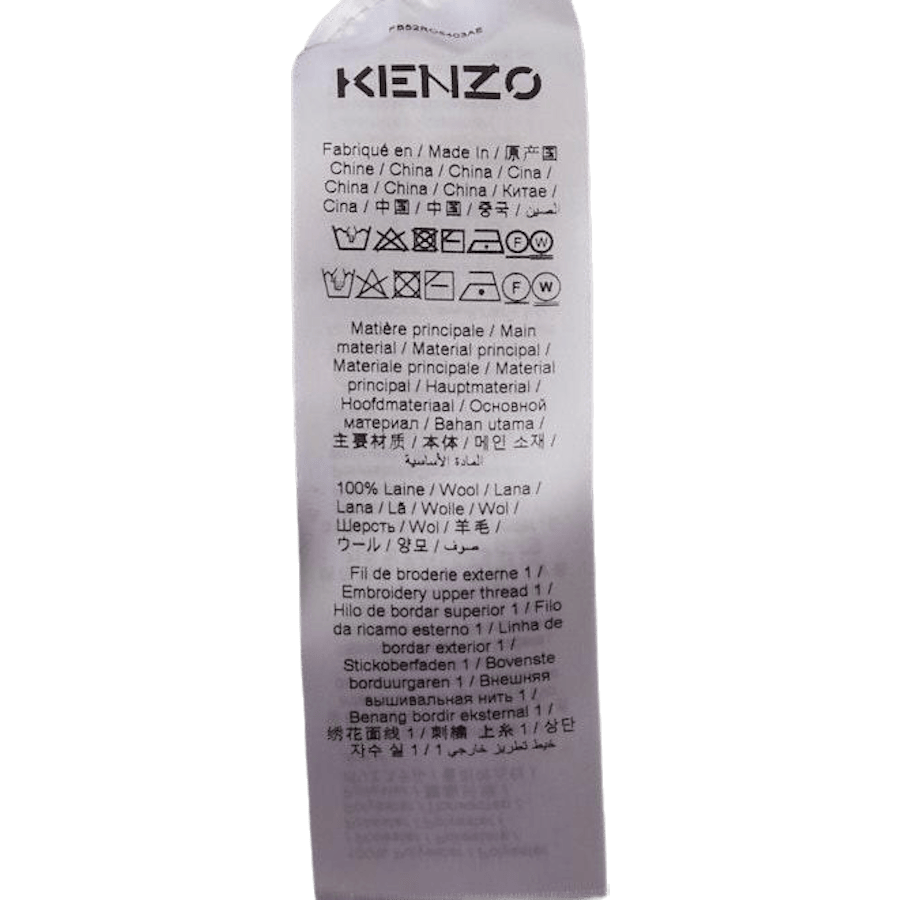 KENZO
Fabriqué en / Made In / 原产国
Chine / China / China / Cina /
China / China / China / Китае /
Cina / 中国 / 中国 / 중국 / الصين
F W
F W
Matière principale / Main
material / Material principal /
Materiale principale / Material
principal / Hauptmaterial /
Hoofdmateriaal / Основной
материал / Bahan utama /
主要材质 / 本体 / 메인 소재 /
المادة الأساسية
100% Laine / Wool / Lana /
Lana / Lã / Wolle / Wol /
Шерсть / Wol / 羊毛 /
ウール / 양모 / صوف
Fil de broderie externe 1 /
Embroidery upper thread 1 /
Hilo de bordar superior 1 / Filo
da ricamo esterno 1 / Linha de
bordar exterior 1 /
Stickoberfaden 1 / Bovenste
borduurgaren 1 / Внешняя
вышивальная нить 1 /
Benang bordir eksternal 1 /
绣花面线 1 / 刺繍 上糸 1 / 상단
자수 실 1 / خيط تطريز خارجي 1